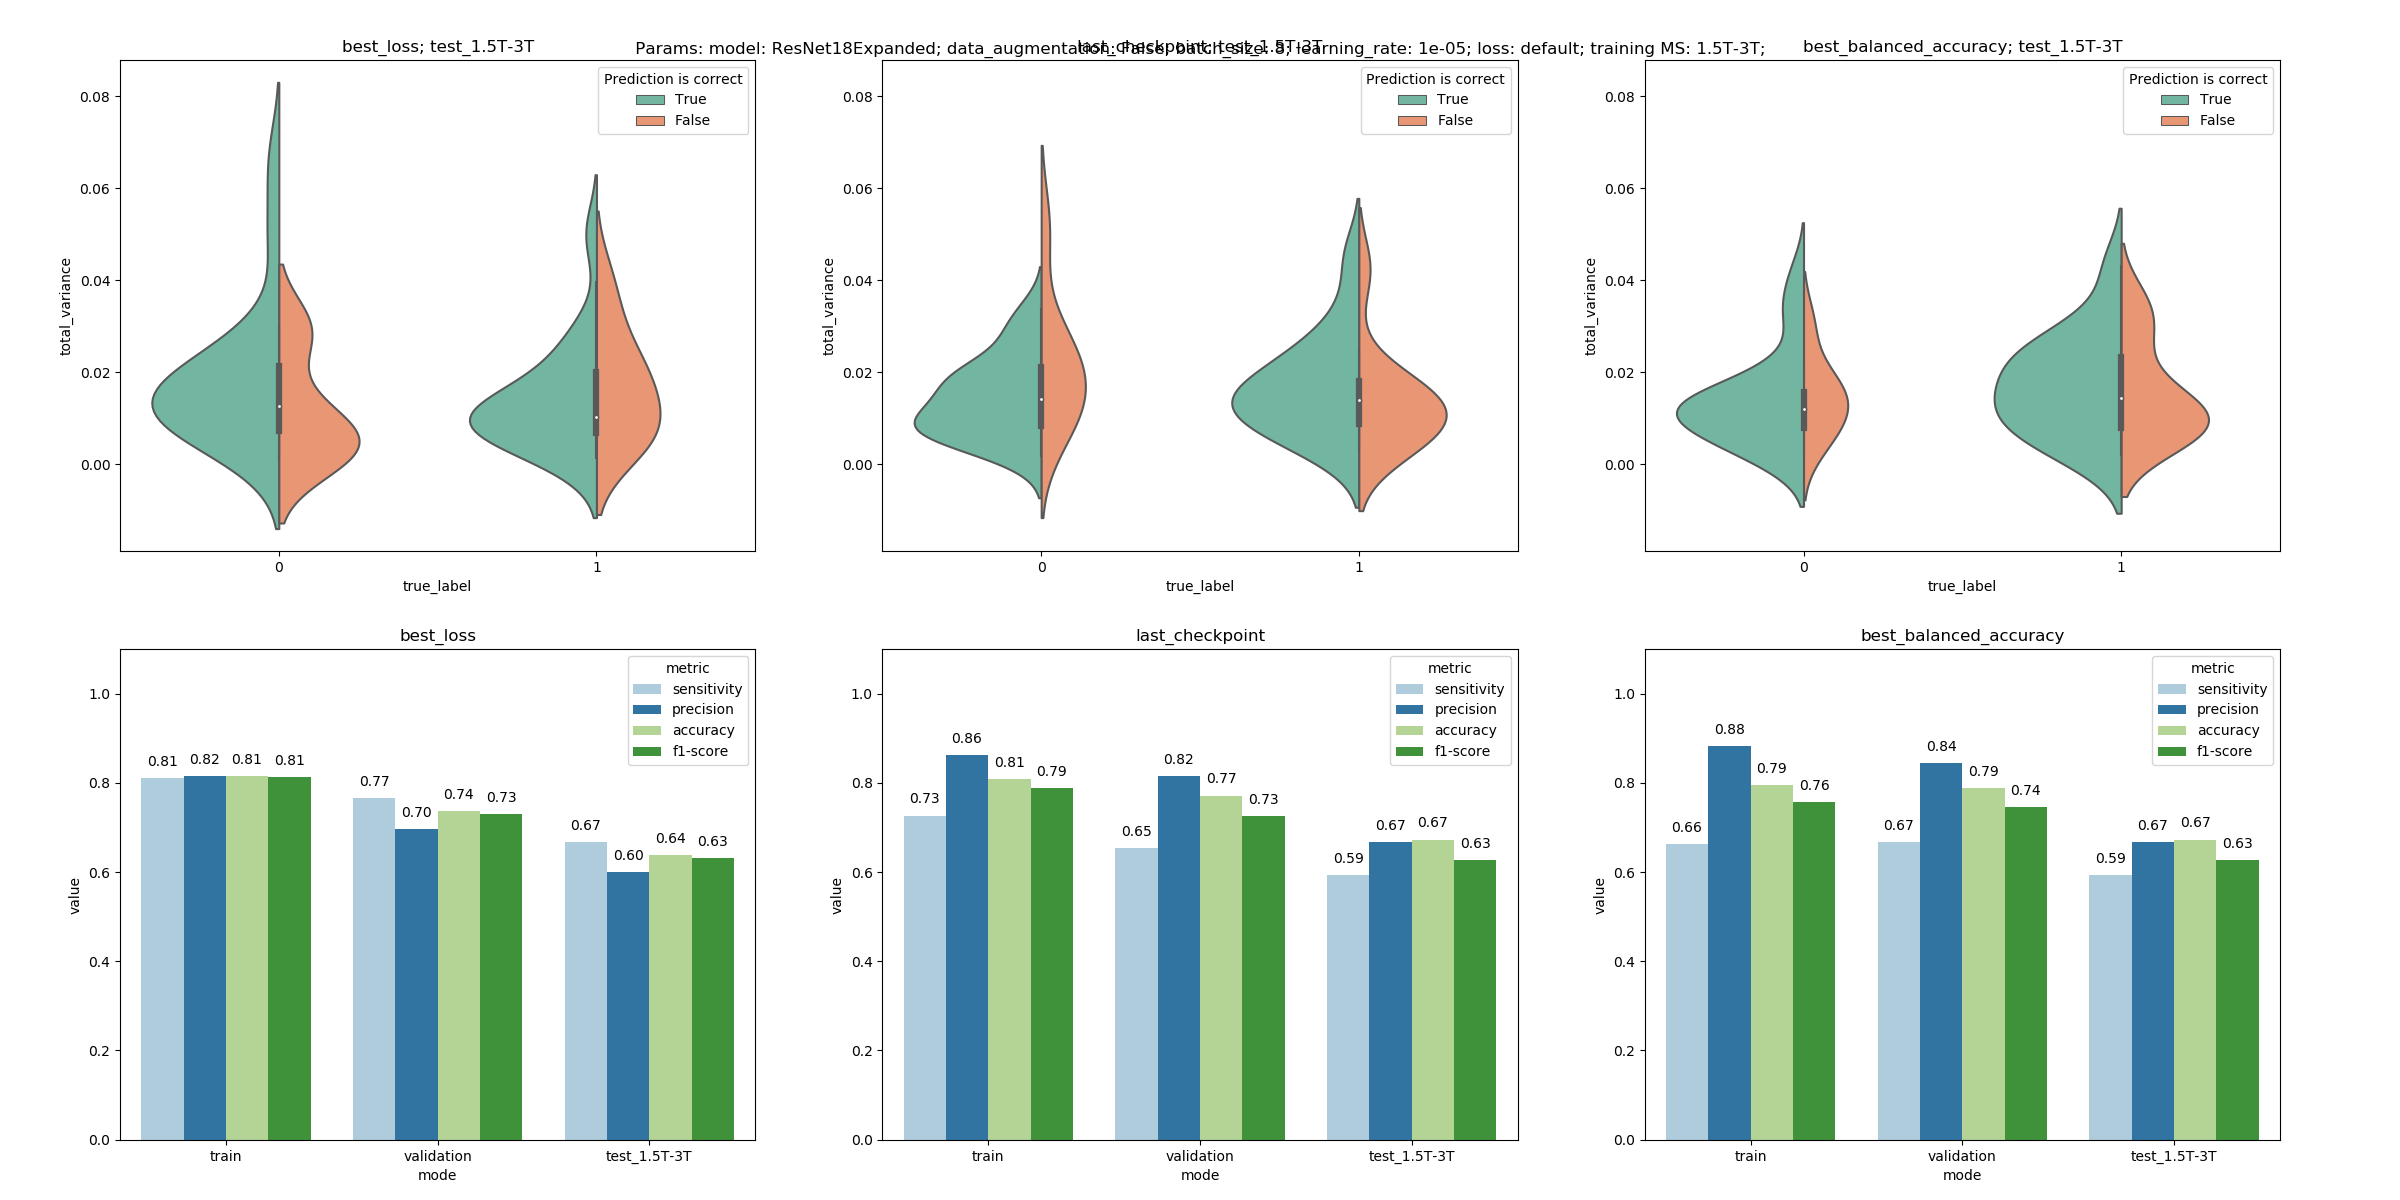 Params: model: ResNet18Expanded; data_augmentation: False; batch_size: 8; learning_rate: 1e-05; loss: default; training MS: 1.5T-3T;
best_loss; test_1.5T-3T
last_checkpoint; test_1.5T-3T
best_balanced_accuracy; test_1.5T-3T
total_variance
0.08
0.06
0.04
0.02
0.00
Prediction is correct
True
False
0 1
true_label
total_variance
0.08
0.06
0.04
0.02
0.00
Prediction is correct
True
False
0 1
true_label
total_variance
0.08
0.06
0.04
0.02
0.00
Prediction is correct
True
False
0 1
true_label
best_loss
value
1.0
0.8
0.6
0.4
0.2
0.0
metric
sensitivity
precision
accuracy
f1-score
0.81 0.82 0.81 0.81
0.77 0.70 0.74 0.73
0.67 0.60 0.64 0.63
train validation test_1.5T-3T
mode
last_checkpoint
value
1.0
0.8
0.6
0.4
0.2
0.0
metric
sensitivity
precision
accuracy
f1-score
0.73 0.86 0.81 0.79
0.65 0.82 0.77 0.73
0.59 0.67 0.67 0.63
train validation test_1.5T-3T
mode
best_balanced_accuracy
value
1.0
0.8
0.6
0.4
0.2
0.0
metric
sensitivity
precision
accuracy
f1-score
0.66 0.88 0.79 0.76
0.67 0.84 0.79 0.74
0.59 0.67 0.67 0.63
train validation test_1.5T-3T
mode